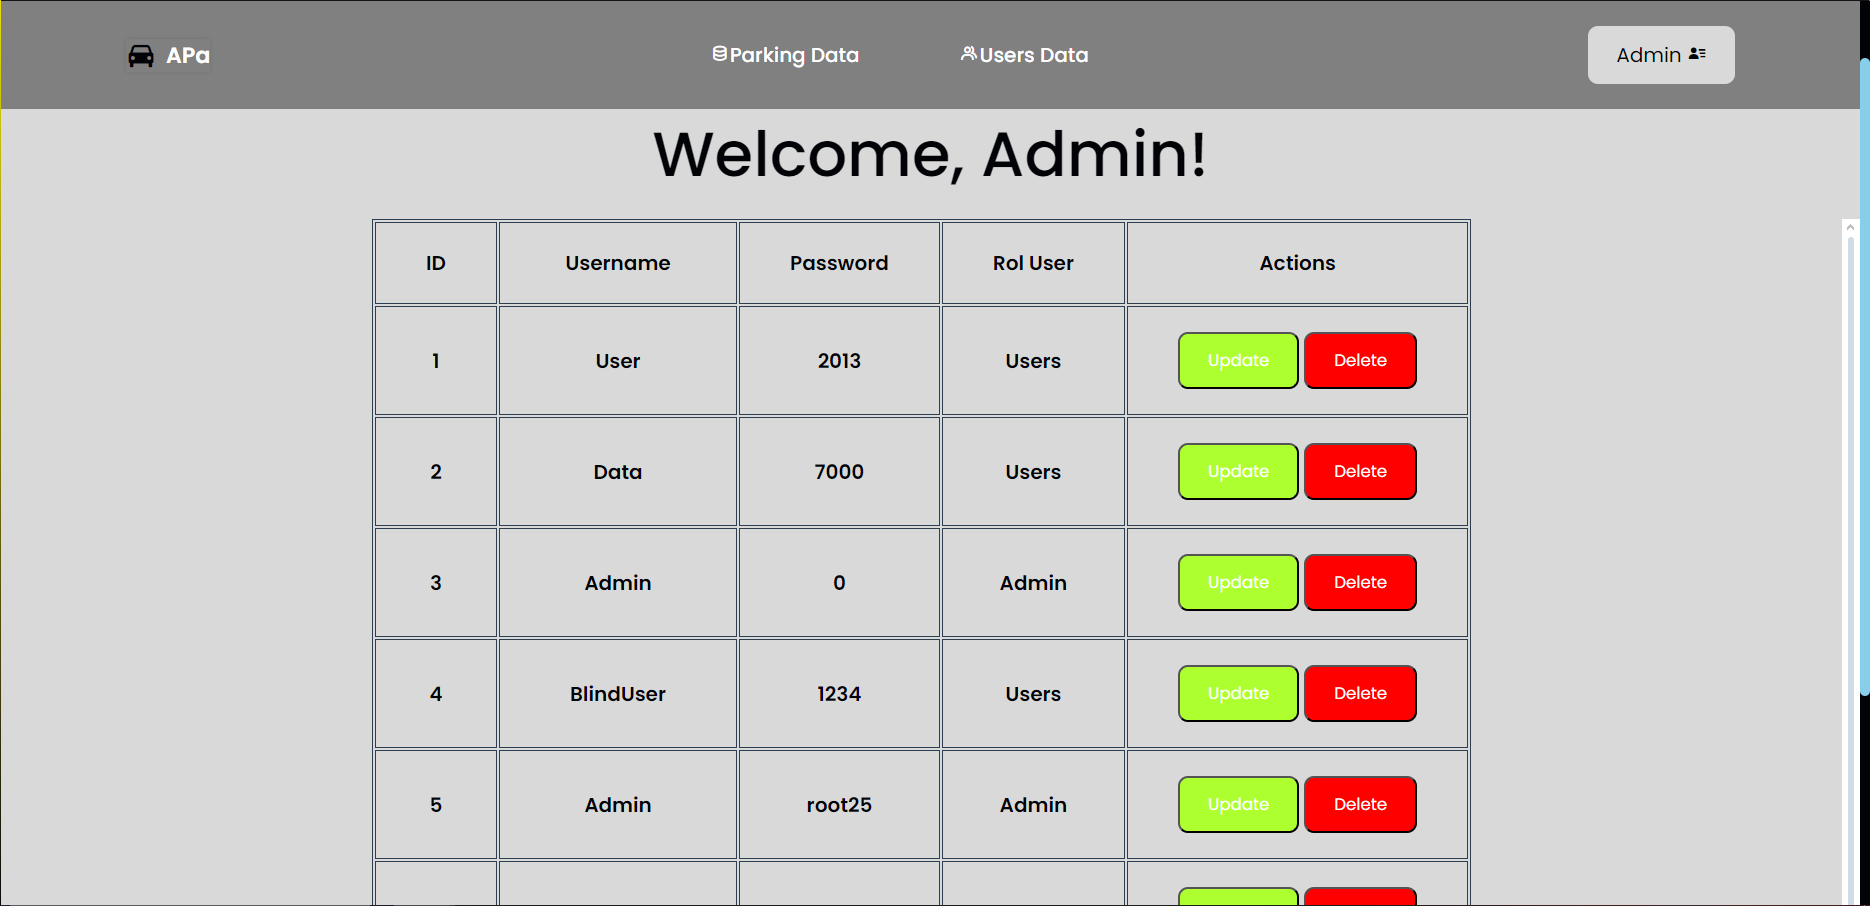 APa Parking Data Users Data Admin
Welcome, Admin!
ID Username Password Rol User Actions
1 User 2013 Users Update Delete
2 Data 7000 Users Update Delete
3 Admin 0 Admin Update Delete
4 BlindUser 1234 Users Update Delete
5 Admin root25 Admin Update Delete